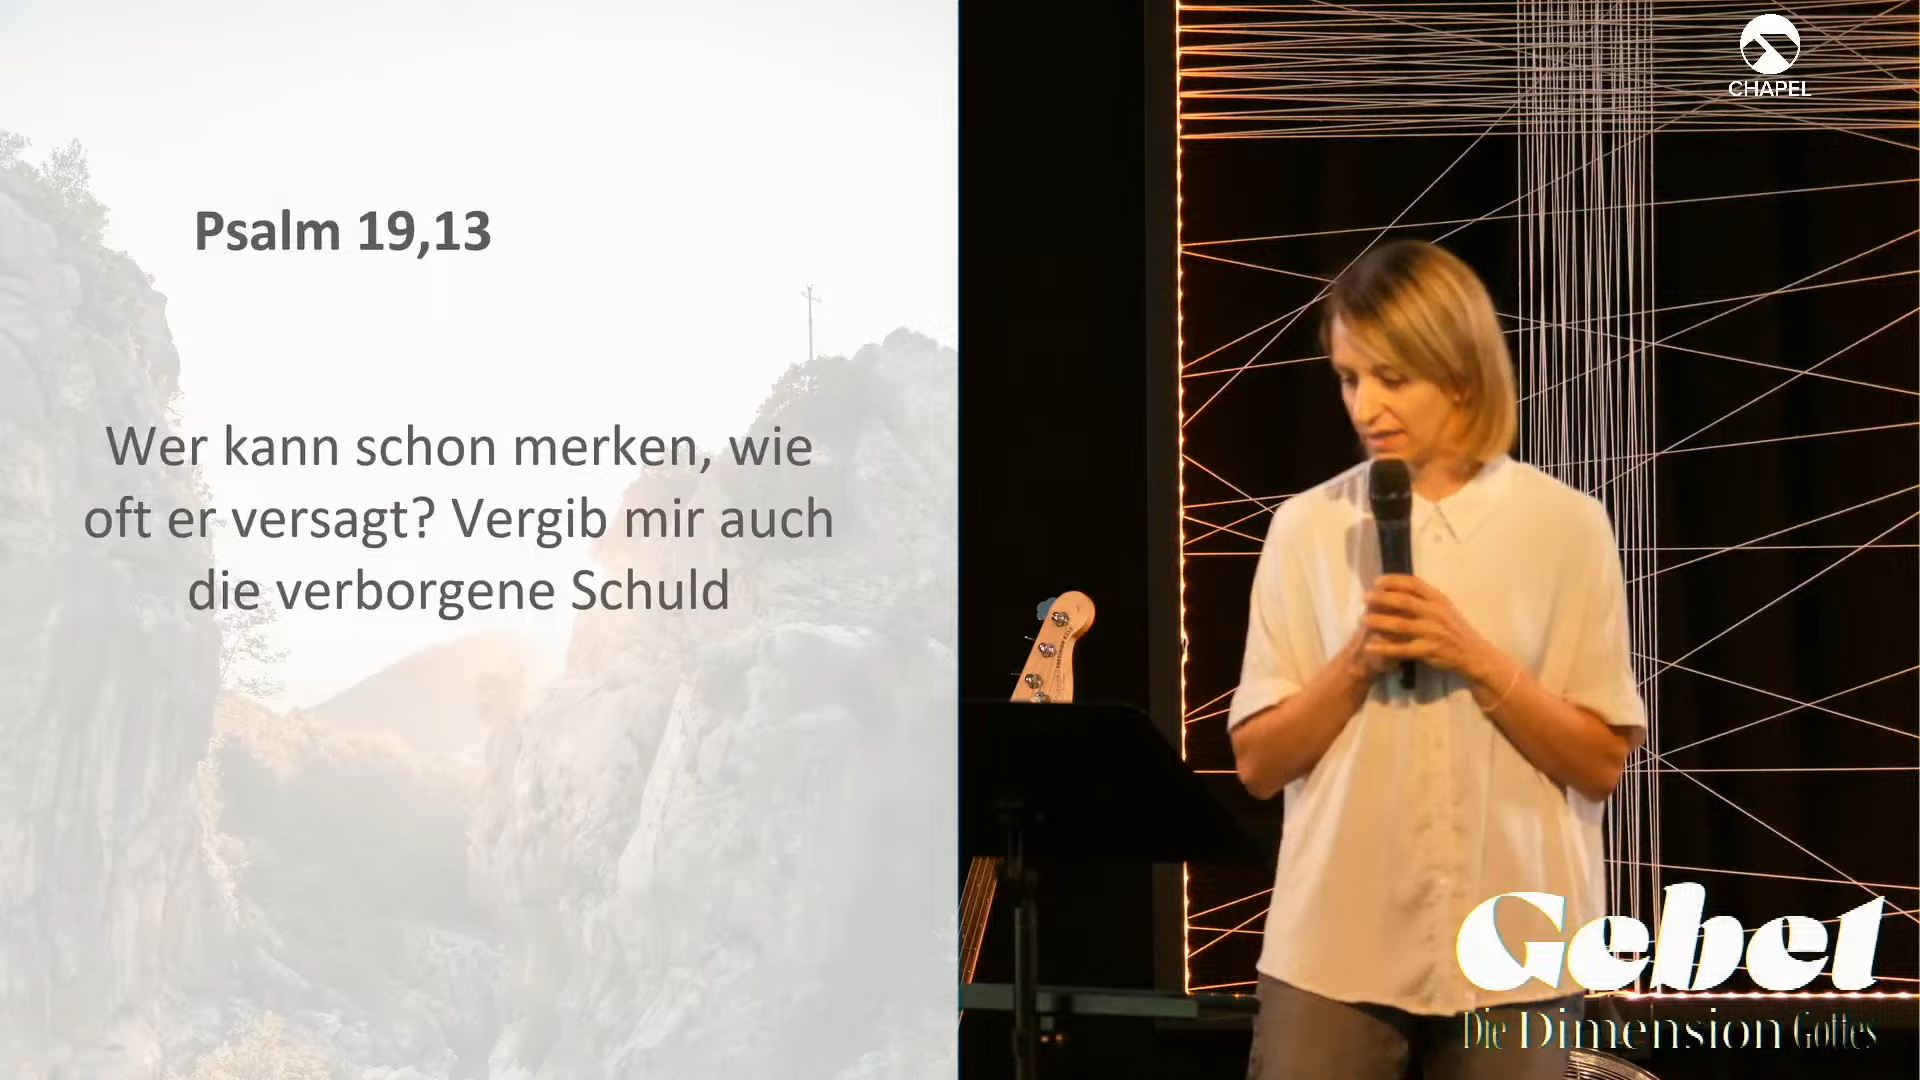 Psalm 19,13
Wer kann schon merken, wie
oft er versagt? Vergib mir auch
die verborgene Schuld
CHAPEL
Gebet
Die Dimension Gottes